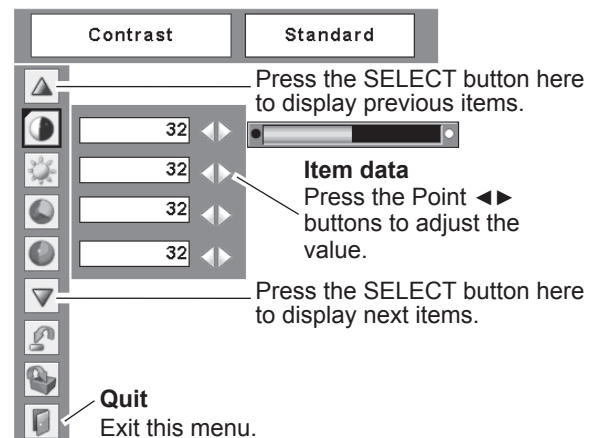 Contrast Standard
Press the SELECT button here
to display previous items.
32
32
Item data
Press the Point ◄►
buttons to adjust the
value.
32
32
Press the SELECT button here
to display next items.
Quit
Exit this menu.